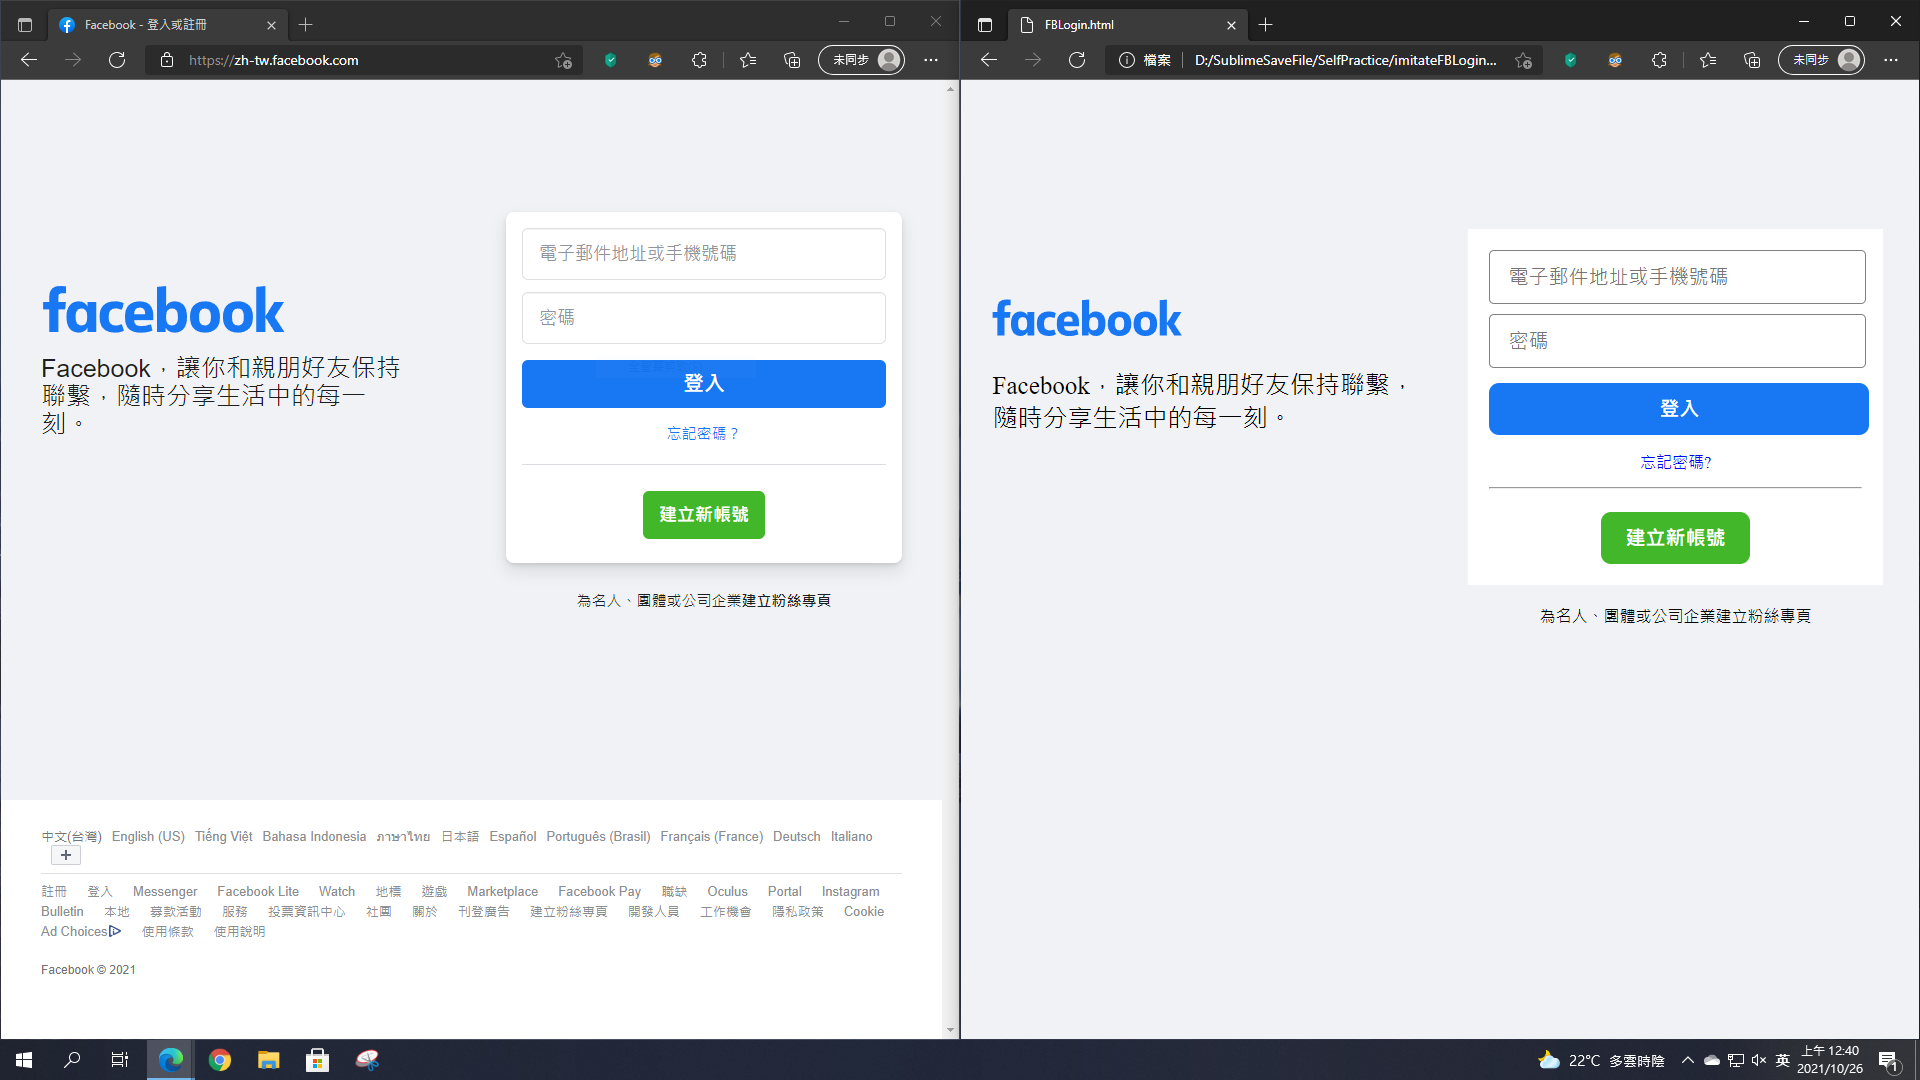 Facebook - 登入或註冊
https://zh-tw.facebook.com
未同步
facebook
Facebook，讓你和親朋好友保持
聯繫，隨時分享生活中的每一
刻。
電子郵件地址或手機號碼
密碼
登入
忘記密碼？
建立新帳號
為名人、團體或公司企業建立粉絲專頁
中文(台灣) English (US) Tiếng Việt Bahasa Indonesia ภาษาไทย 日本語 Español Português (Brasil) Français (France) Deutsch Italiano
+
註冊 登入 Messenger Facebook Lite Watch 地標 遊戲 Marketplace Facebook Pay 職缺 Oculus Portal Instagram
Bulletin 本地 募款活動 服務 投票資訊中心 社團 關於 刊登廣告 建立粉絲專頁 開發人員 工作機會 隱私政策 Cookie
Ad Choices 使用條款 使用說明
Facebook © 2021
FBLogin.html
檔案 D:/SublimeSaveFile/SelfPractice/imitateFBLogin...
未同步
facebook
Facebook，讓你和親朋好友保持聯繫，
隨時分享生活中的每一刻。
電子郵件地址或手機號碼
密碼
登入
忘記密碼?
建立新帳號
為名人、團體或公司企業建立粉絲專頁
22°C 多雲時陰
英
上午 12:40
2021/10/26
1